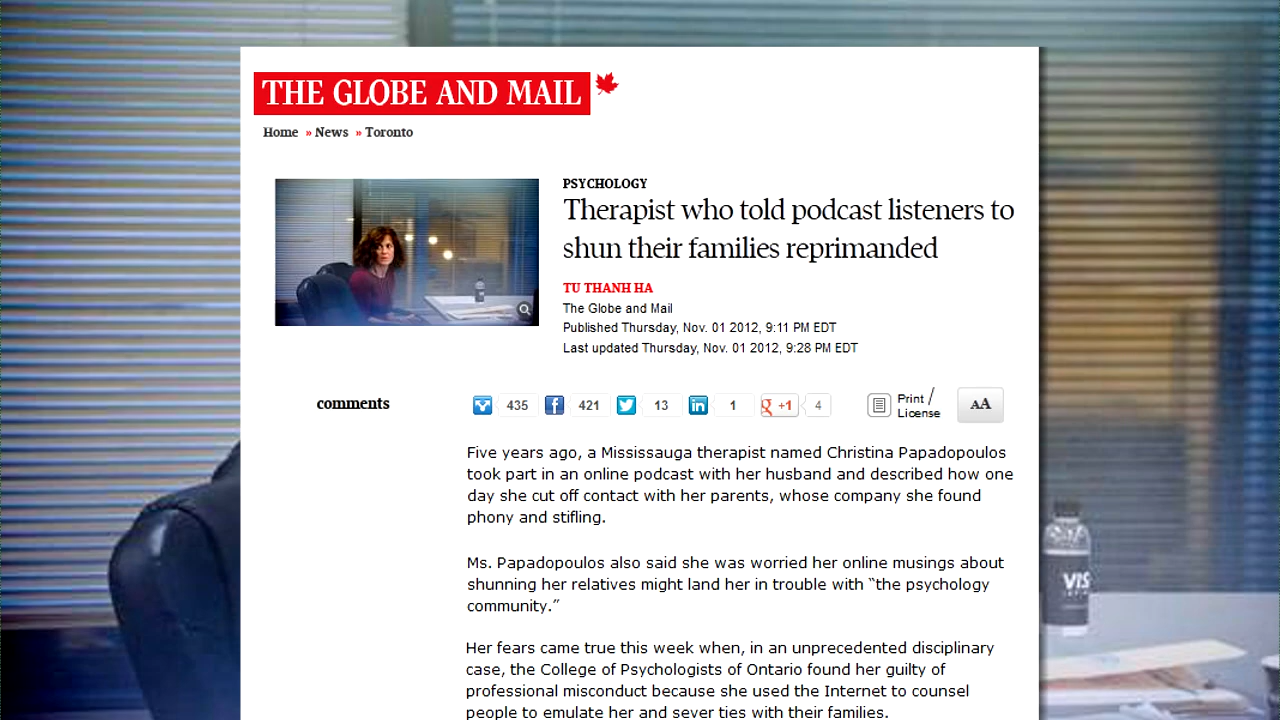 THE GLOBE AND MAIL
Home » News » Toronto
PSYCHOLOGY
Therapist who told podcast listeners to
shun their families reprimanded
TU THANH HA
The Globe and Mail
Published Thursday, Nov. 01 2012, 9:11 PM EDT
Last updated Thursday, Nov. 01 2012, 9:28 PM EDT
comments
435 421 13 1 +1 4 Print / License AA
Five years ago, a Mississauga therapist named Christina Papadopoulos
took part in an online podcast with her husband and described how one
day she cut off contact with her parents, whose company she found
phony and stifling.
Ms. Papadopoulos also said she was worried her online musings about
shunning her relatives might land her in trouble with “the psychology
community.”
Her fears came true this week when, in an unprecedented disciplinary
case, the College of Psychologists of Ontario found her guilty of
professional misconduct because she used the Internet to counsel
people to emulate her and sever ties with their families.
VIS